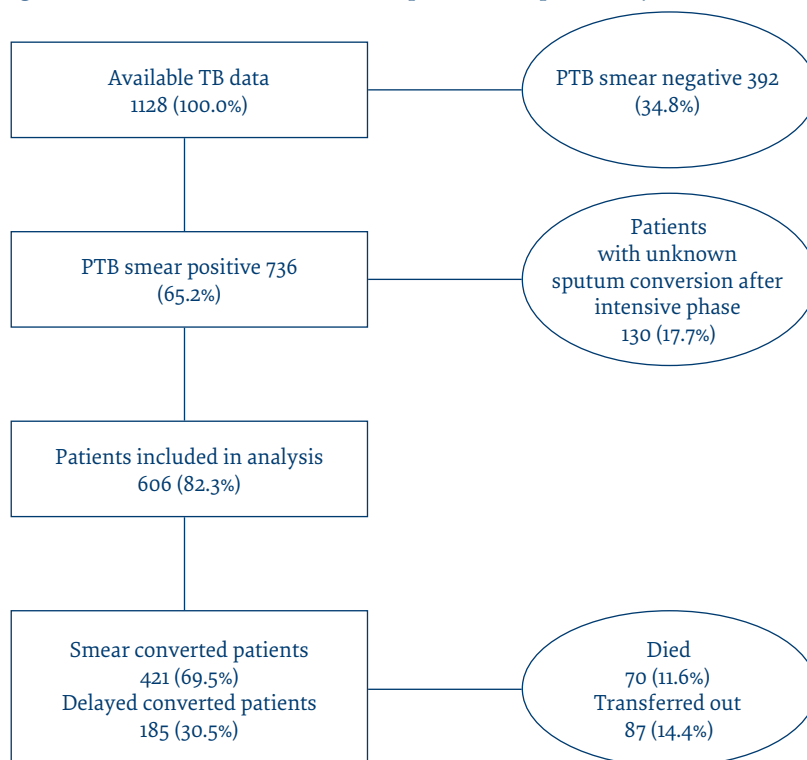 Available TB data
1128 (100.0%)
PTB smear negative 392
(34.8%)
PTB smear positive 736
(65.2%)
Patients
with unknown
sputum conversion after
intensive phase
130 (17.7%)
Patients included in analysis
606 (82.3%)
Smear converted patients
421 (69.5%)
Delayed converted patients
185 (30.5%)
Died
70 (11.6%)
Transferred out
87 (14.4%)